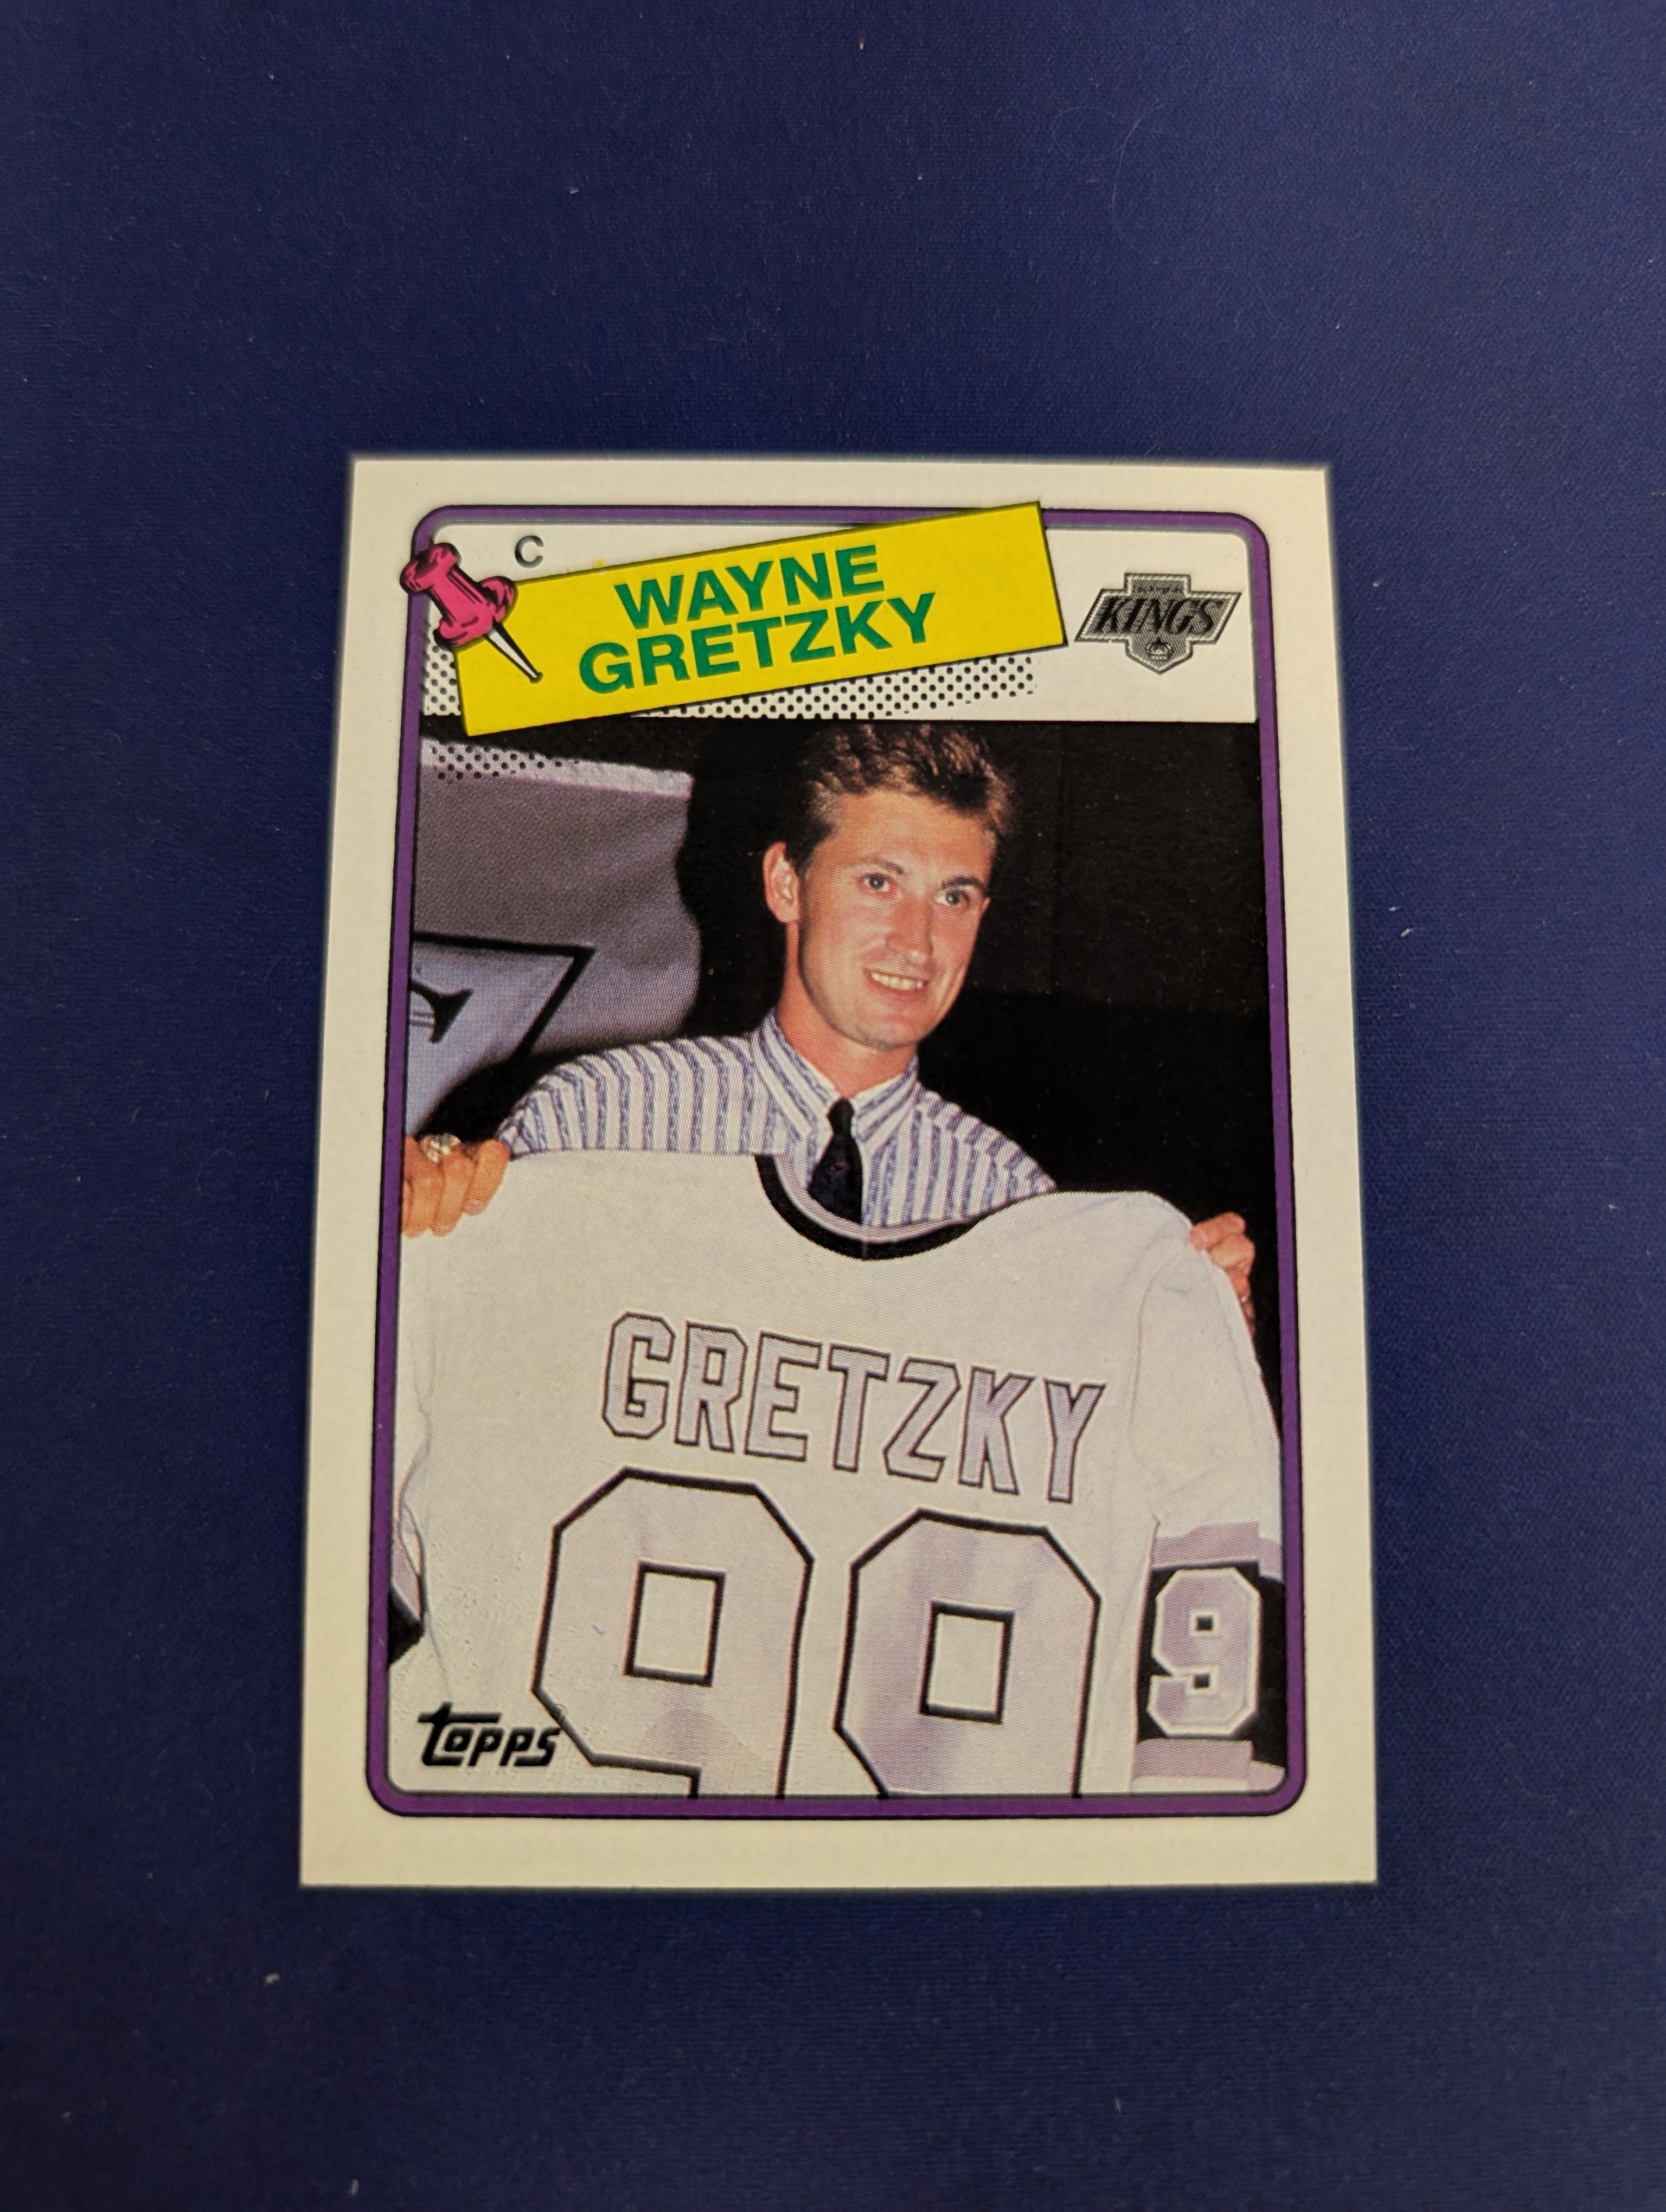 C
WAYNE
GRETZKY
KINGS
GRETZKY
99
9
topps